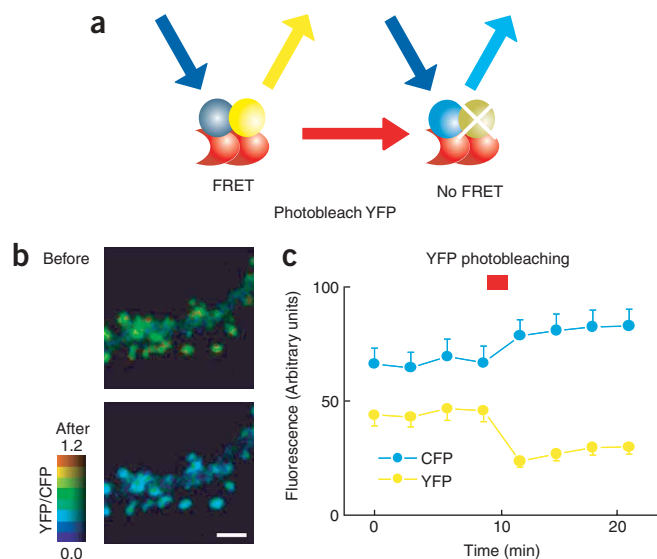 a
FRET
No FRET
Photobleach YFP
b
Before
After
1.2
YFP/CFP
0.0
c
YFP photobleaching
Fluorescence (Arbitrary units)
100
50
0
CFP
YFP
0
10
20
Time (min)